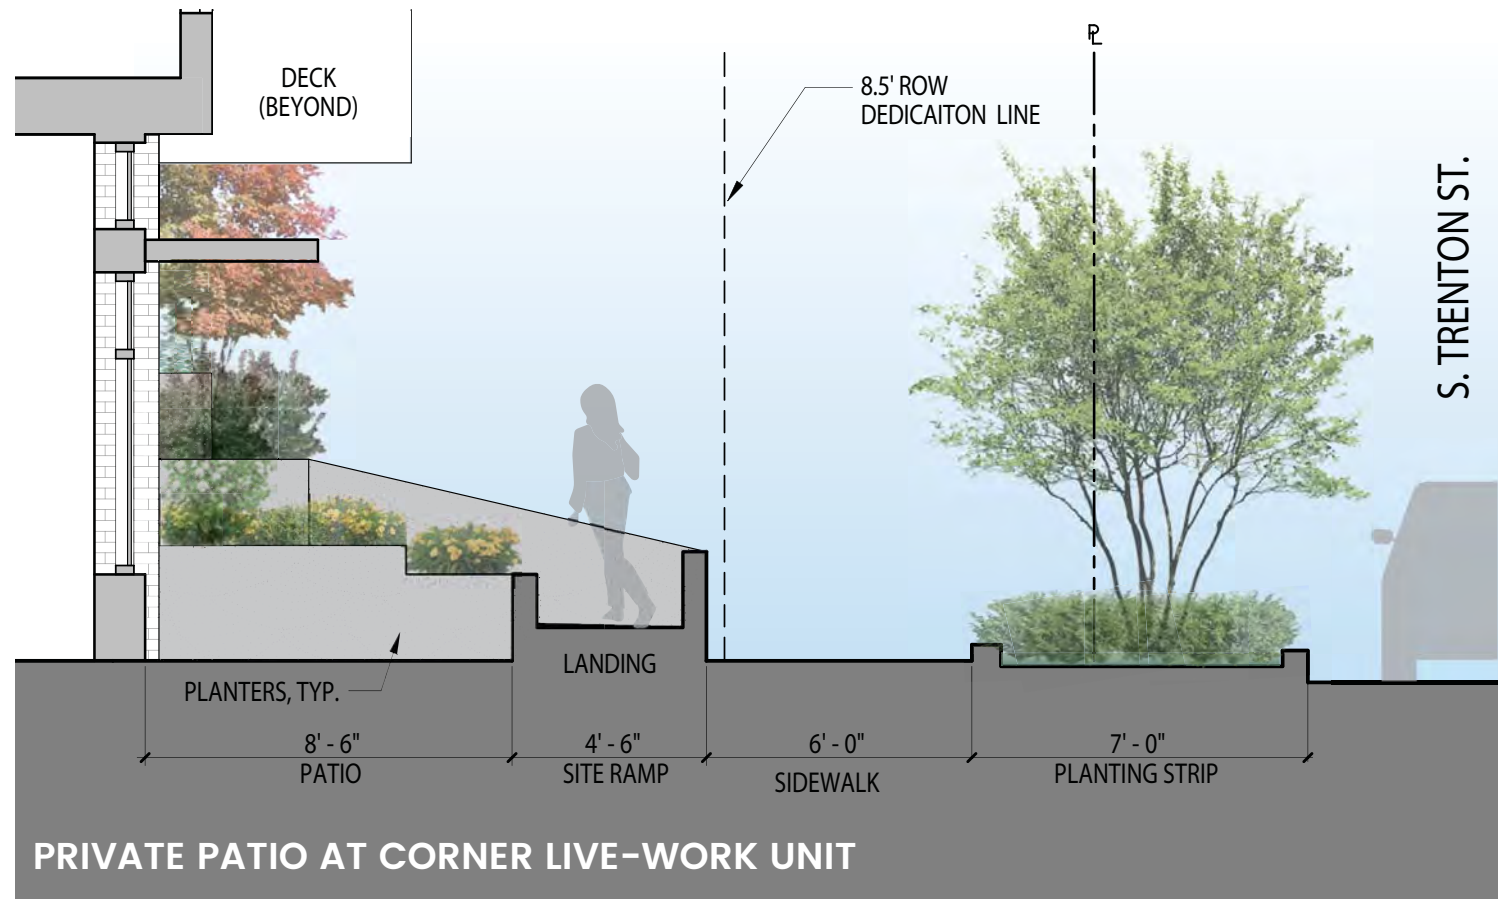 DECK
(BEYOND)
8.5' ROW
DEDICAITON LINE
℄
S. TRENTON ST.
LANDING
PLANTERS, TYP.
8' - 6"
PATIO
4' - 6"
SITE RAMP
6' - 0"
SIDEWALK
7' - 0"
PLANTING STRIP
PRIVATE PATIO AT CORNER LIVE-WORK UNIT